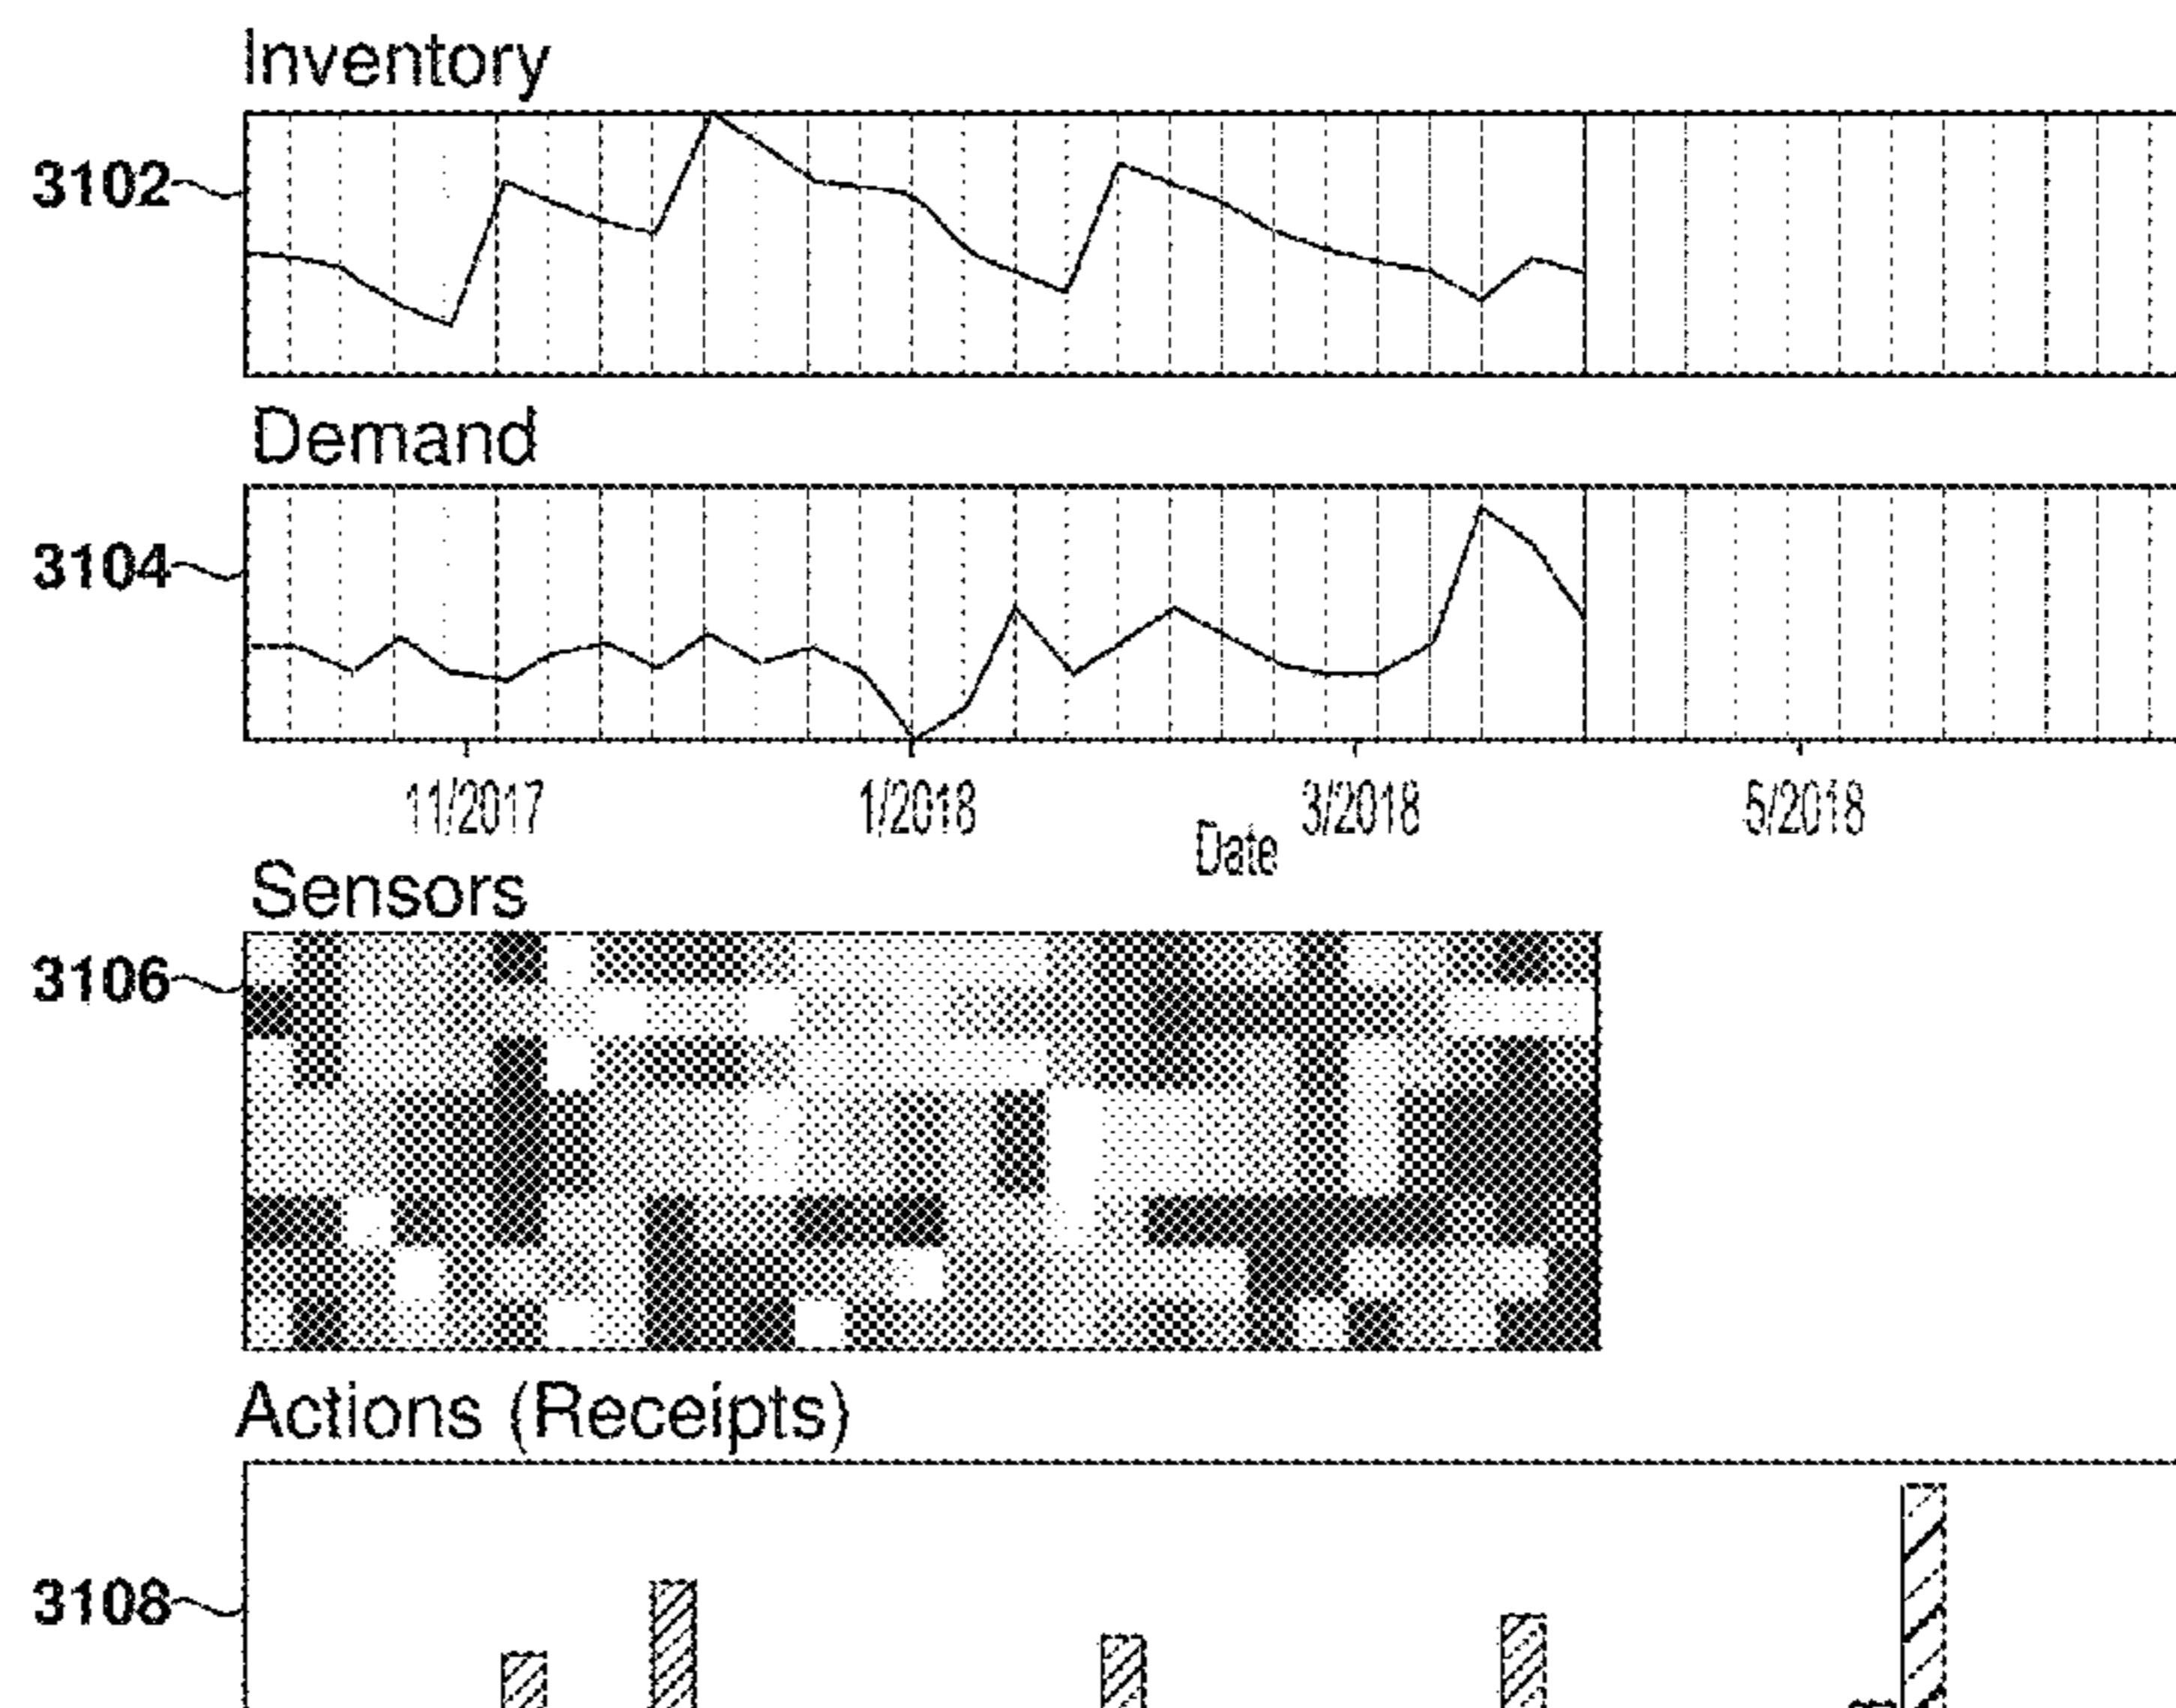 Inventory
3102
Demand
3104
11/2017 1/2018 3/2018 5/2018
Date
Sensors
3106
Actions (Receipts)
3108